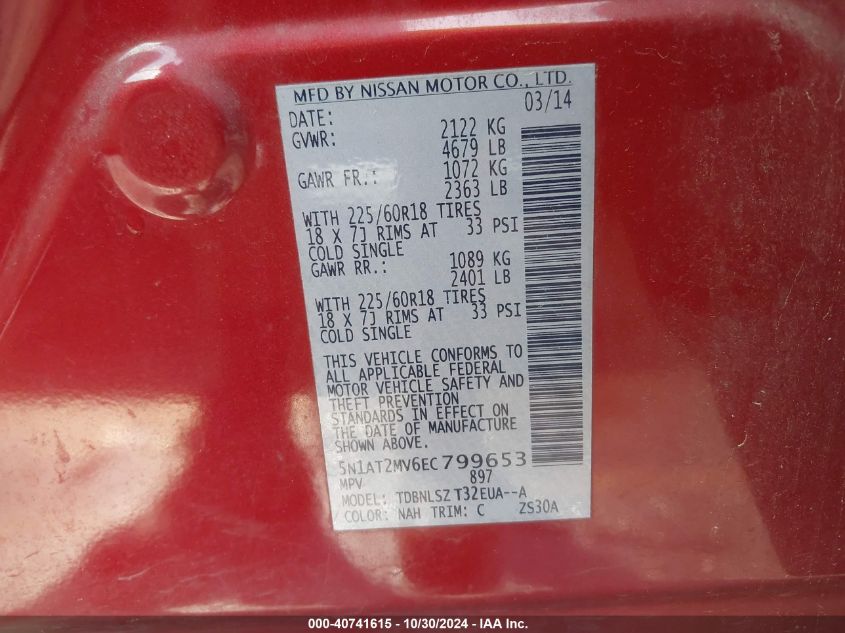 MFD BY NISSAN MOTOR CO., LTD.
DATE: 03/14
GVWR: 2122 KG
4679 LB
GAWR FR.: 1072 KG
2363 LB
WITH 225/60R18 TIRES
18 X 7J RIMS AT 33 PSI
COLD SINGLE
GAWR RR.: 1089 KG
2401 LB
WITH 225/60R18 TIRES
18 X 7J RIMS AT 33 PSI
COLD SINGLE
THIS VEHICLE CONFORMS TO
ALL APPLICABLE FEDERAL
MOTOR VEHICLE SAFETY AND
THEFT PREVENTION
STANDARDS IN EFFECT ON
THE DATE OF MANUFACTURE
SHOWN ABOVE.
5N1AT2MV6EC799653
MPV 897
MODEL: TDBNLSZ T32EUA--A
COLOR: NAH TRIM: C ZS30A
000-40741615 - 10/30/2024 - IAA Inc.